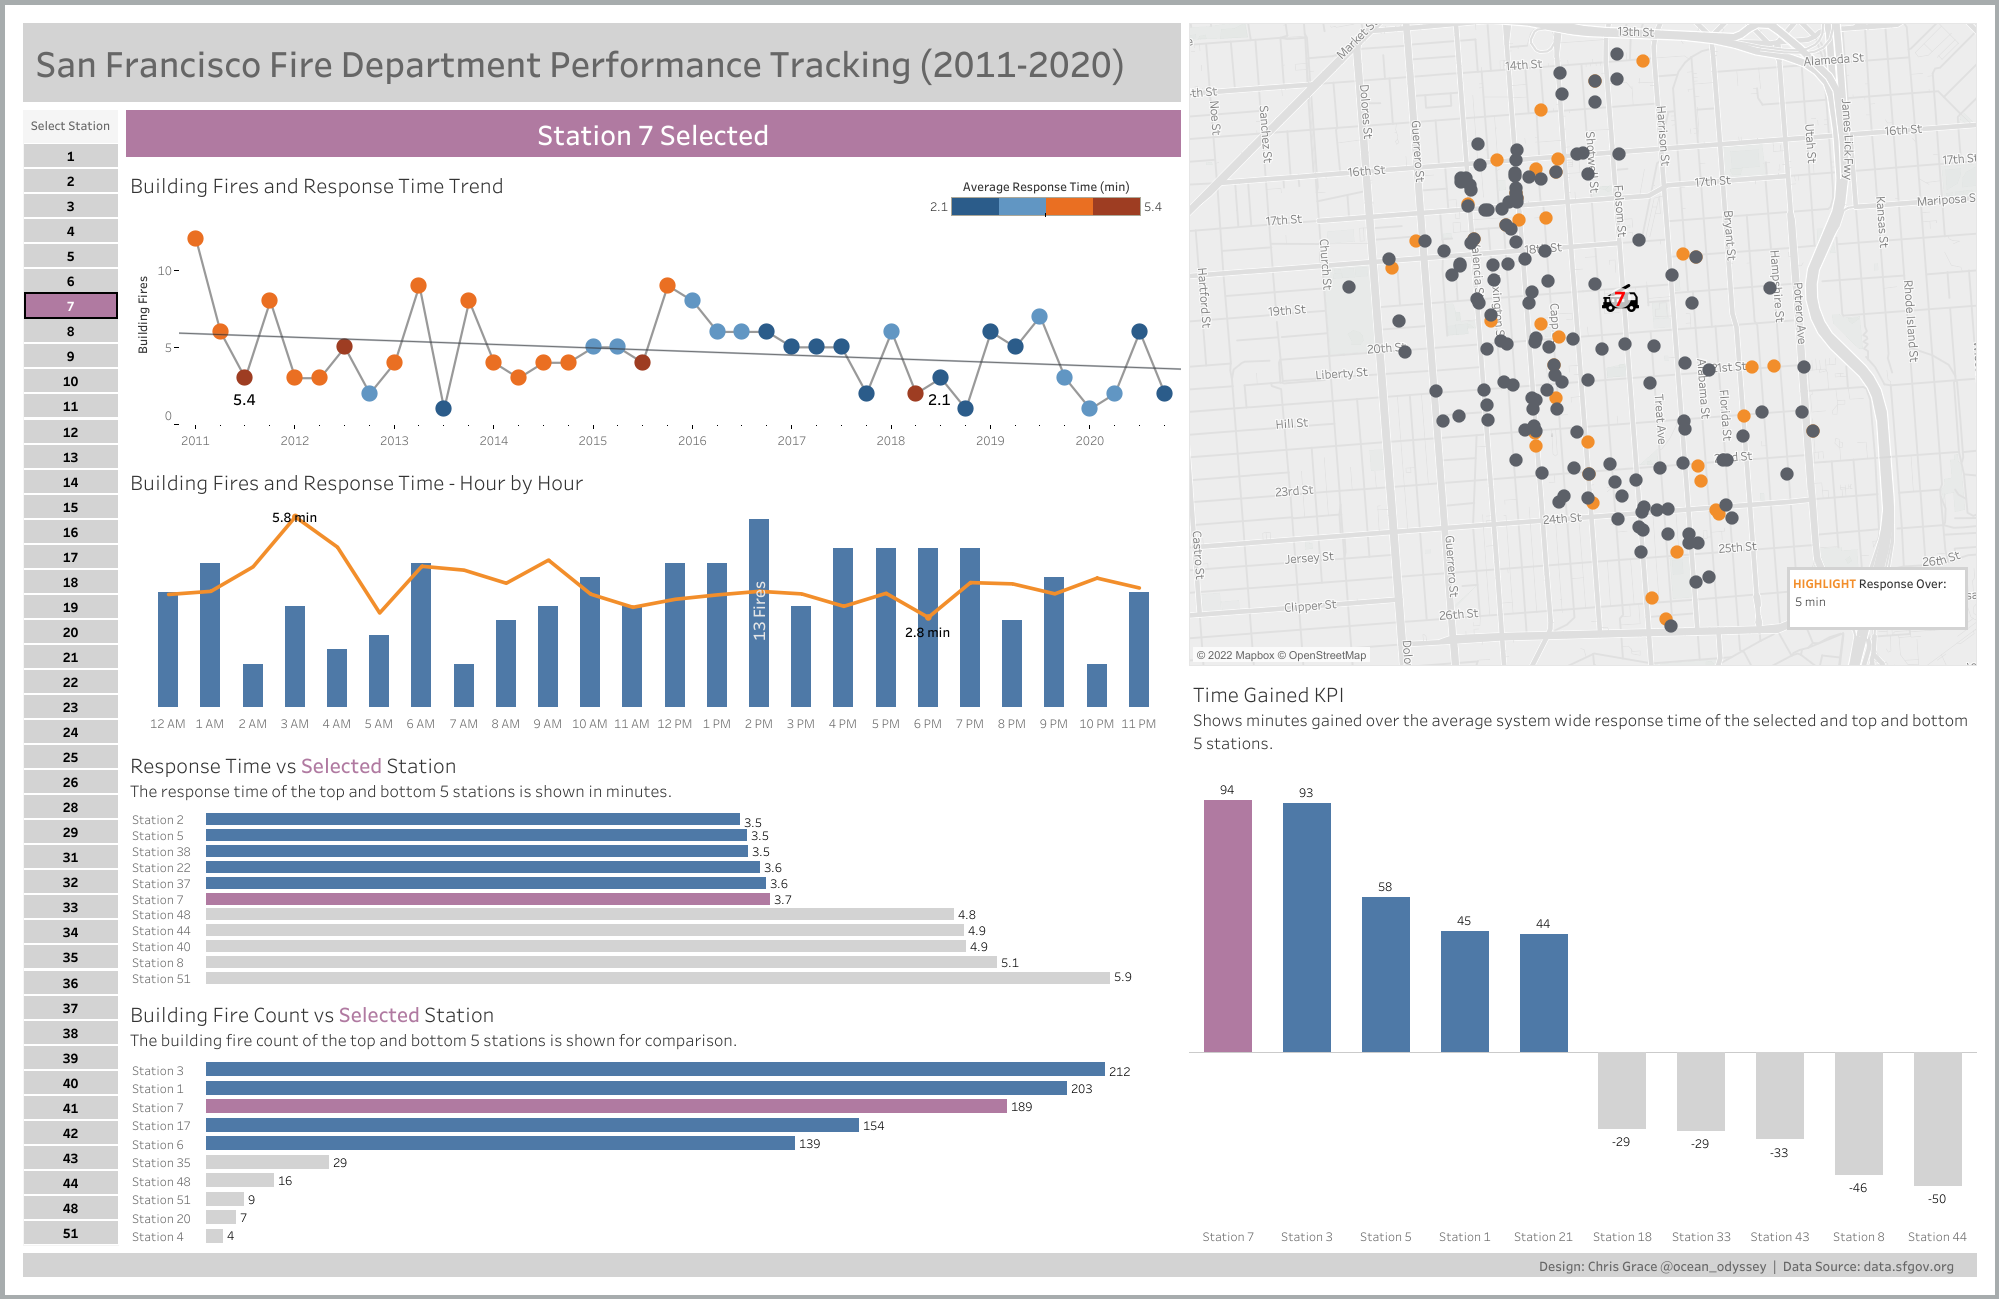 San Francisco Fire Department Performance Tracking (2011-2020)
Select Station
1
2
3
4
5
6
7
8
9
10
11
12
13
14
15
16
17
18
19
20
21
22
23
24
25
26
28
29
31
32
33
34
35
36
37
38
39
40
41
42
43
44
48
51
Station 7 Selected
Building Fires and Response Time Trend
Average Response Time (min)
2.1
5.4
Building Fires
10
5
0
5.4
2.1
2011 2012 2013 2014 2015 2016 2017 2018 2019 2020
Building Fires and Response Time - Hour by Hour
5.8 min
13 Fires
2.8 min
12 AM 1 AM 2 AM 3 AM 4 AM 5 AM 6 AM 7 AM 8 AM 9 AM 10 AM 11 AM 12 PM 1 PM 2 PM 3 PM 4 PM 5 PM 6 PM 7 PM 8 PM 9 PM 10 PM 11 PM
Response Time vs Selected Station
The response time of the top and bottom 5 stations is shown in minutes.
Station 2 3.5
Station 5 3.5
Station 38 3.5
Station 22 3.6
Station 37 3.6
Station 7 3.7
Station 48 4.8
Station 44 4.9
Station 40 4.9
Station 8 5.1
Station 51 5.9
Building Fire Count vs Selected Station
The building fire count of the top and bottom 5 stations is shown for comparison.
Station 3 212
Station 1 203
Station 7 189
Station 17 154
Station 6 139
Station 35 29
Station 48 16
Station 51 9
Station 20 7
Station 4 4
13th St
Market S
Alameda St
14th St
Noe St
Sanchez St
Dolores St
Guerrero St
Shotwell St
Harrison St
Utah St
James Lick Fwy
16th St
17th St
16th St
17th St
Folsom St
Mariposa S
Kansas St
17th St
Church St
18th St
Bryant St
Hampshire St
Potrero Ave
Rhode Island St
Hartford St
19th St
Capp
7
20th St
Liberty St
21st St
Alabama St
Florida St
Treat Ave
Hill St
23rd St
24th St
Castro St
Jersey St
Guerrero St
25th St
26th St
Clipper St
26th St
Dolo
HIGHLIGHT Response Over:
5 min
© 2022 Mapbox © OpenStreetMap
Time Gained KPI
Shows minutes gained over the average system wide response time of the selected and top and bottom
5 stations.
94
93
58
45
44
-29
-29
-33
-46
-50
Station 7 Station 3 Station 5 Station 1 Station 21 Station 18 Station 33 Station 43 Station 8 Station 44
Design: Chris Grace @ocean_odyssey | Data Source: data.sfgov.org